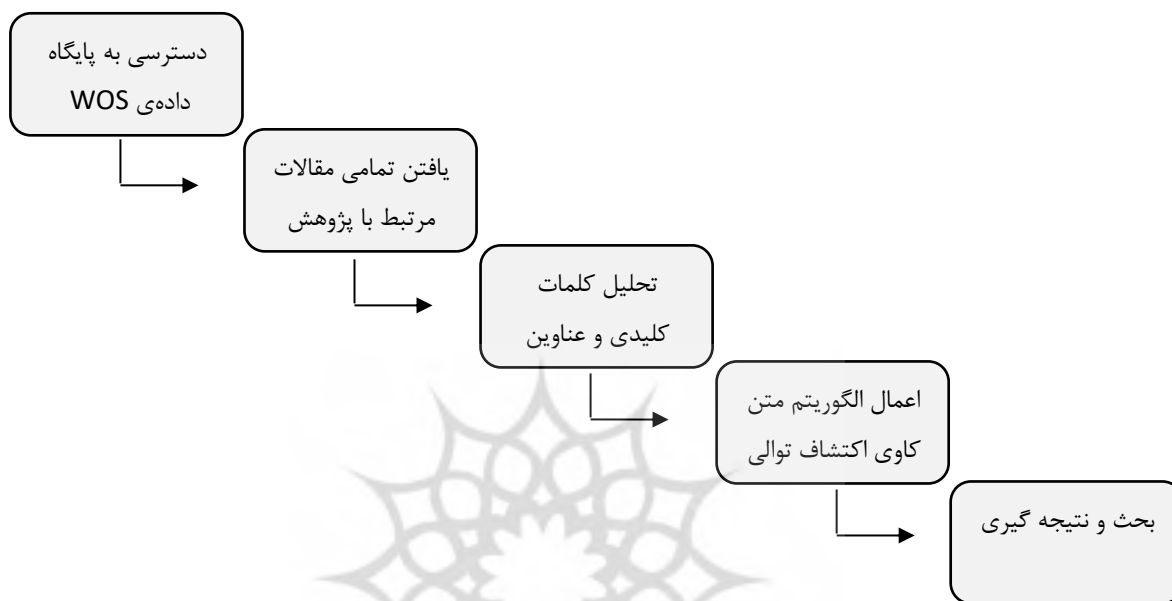 دسترسی به پایگاه
داده‌ی WOS
یافتن تمامی مقالات
مرتبط با پژوهش
تحلیل کلمات
کلیدی و عناوین
اعمال الگوریتم متن
کاوی اکتشاف توالی
بحث و نتیجه گیری